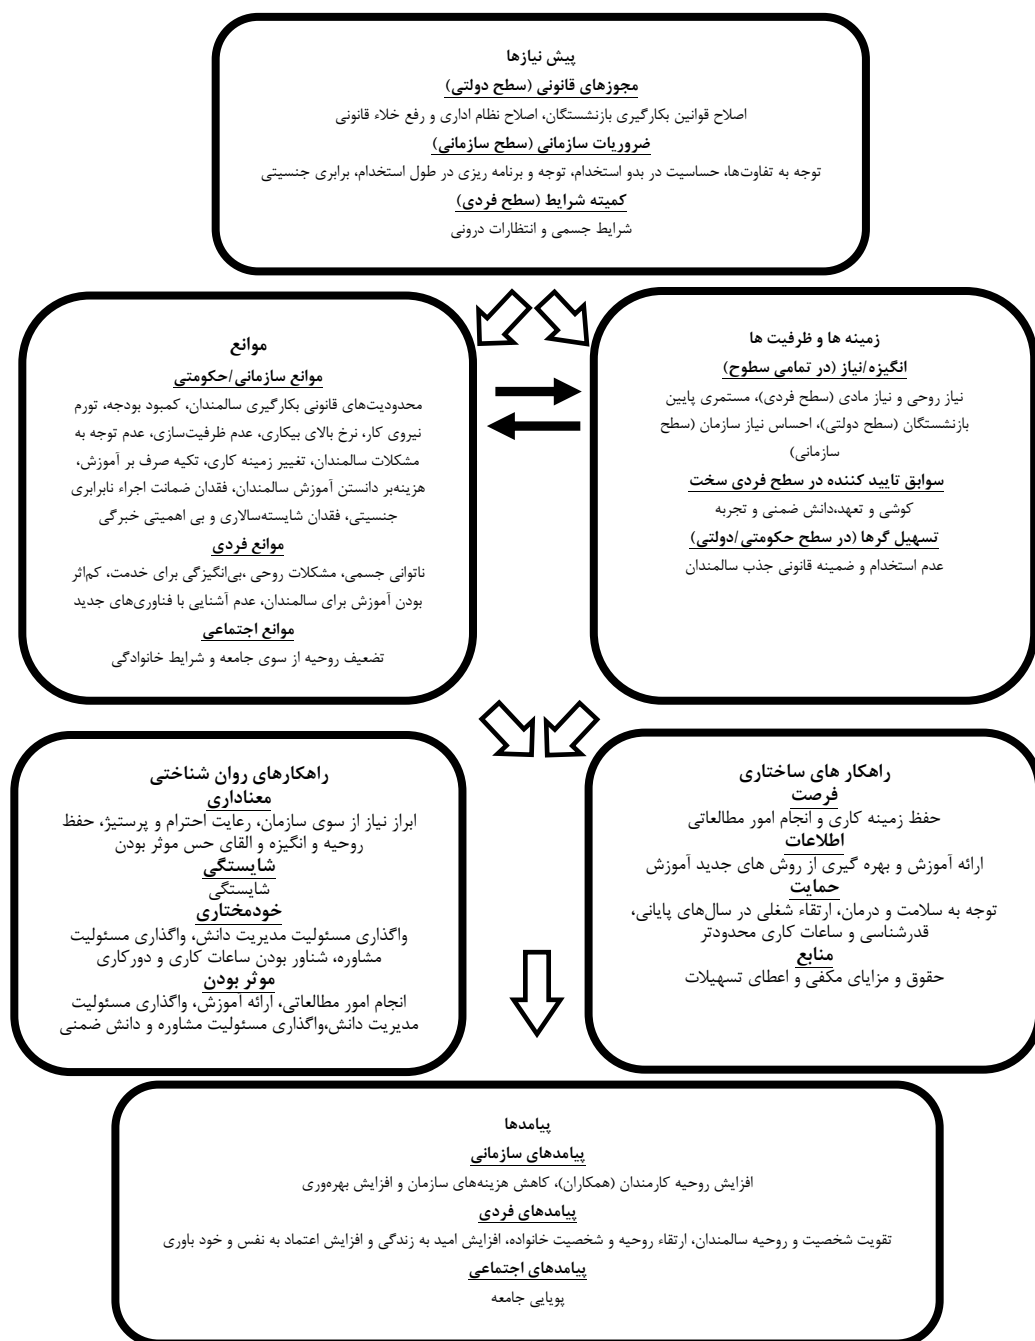 پیش نیازها
مجوزهای قانونی (سطح دولتی)
اصلاح قوانین بکارگیری بازنشستگان، اصلاح نظام اداری و رفع خلاء قانونی
ضروریات سازمانی (سطح سازمانی)
توجه به تفاوت‌ها، حساسیت در بدو استخدام، توجه و برنامه ریزی در طول استخدام، برابری جنسیتی
کمیته شرایط (سطح فردی)
شرایط جسمی و انتظارات درونی
زمینه ها و ظرفیت ها
انگیزه/نیاز (در تمامی سطوح)
نیاز روحی و نیاز مادی (سطح فردی)، مستمری پایین
بازنشستگان (سطح دولتی)، احساس نیاز سازمان (سطح
سازمانی)
سوابق تایید کننده در سطح فردی سخت
کوشی و تعهد،دانش ضمنی و تجربه
تسهیل گرها (در سطح حکومتی/دولتی)
عدم استخدام و ضمینه قانونی جذب سالمندان
موانع
موانع سازمانی/حکومتی
محدودیت‌های قانونی بکارگیری سالمندان، کمبود بودجه، تورم
نیروی کار، نرخ بالای بیکاری، عدم ظرفیت‌سازی، عدم توجه به
مشکلات سالمندان، تغییر زمینه کاری، تکیه صرف بر آموزش،
هزینه‌بر دانستن آموزش سالمندان، فقدان ضمانت اجراء نابرابری
جنسیتی، فقدان شایسته‌سالاری و بی اهمیتی خبرگی
موانع فردی
ناتوانی جسمی، مشکلات روحی ،بی‌انگیزگی برای خدمت، کم‌اثر
بودن آموزش برای سالمندان، عدم آشنایی با فناوری‌های جدید
موانع اجتماعی
تضعیف روحیه از سوی جامعه و شرایط خانوادگی
راهکار های ساختاری
فرصت
حفظ زمینه کاری و انجام امور مطالعاتی
اطلاعات
ارائه آموزش و بهره گیری از روش های جدید آموزش
حمایت
توجه به سلامت و درمان، ارتقاء شغلی در سال‌های پایانی،
قدرشناسی و ساعات کاری محدودتر
منابع
حقوق و مزایای مکفی و اعطای تسهیلات
راهکارهای روان شناختی
معناداری
ابراز نیاز از سوی سازمان، رعایت احترام و پرستیژ، حفظ
روحیه و انگیزه و القای حس موثر بودن
شایستگی
شایستگی
خودمختاری
واگذاری مسئولیت مدیریت دانش، واگذاری مسئولیت
مشاوره، شناور بودن ساعات کاری و دورکاری
موثر بودن
انجام امور مطالعاتی، ارائه آموزش، واگذاری مسئولیت
مدیریت دانش،واگذاری مسئولیت مشاوره و دانش ضمنی
پیامدها
پیامدهای سازمانی
افزایش روحیه کارمندان (همکاران)، کاهش هزینه‌های سازمان و افزایش بهره‌وری
پیامدهای فردی
تقویت شخصیت و روحیه سالمندان، ارتقاء روحیه و شخصیت خانواده، افزایش امید به زندگی و افزایش اعتماد به نفس و خود باوری
پیامدهای اجتماعی
پویایی جامعه